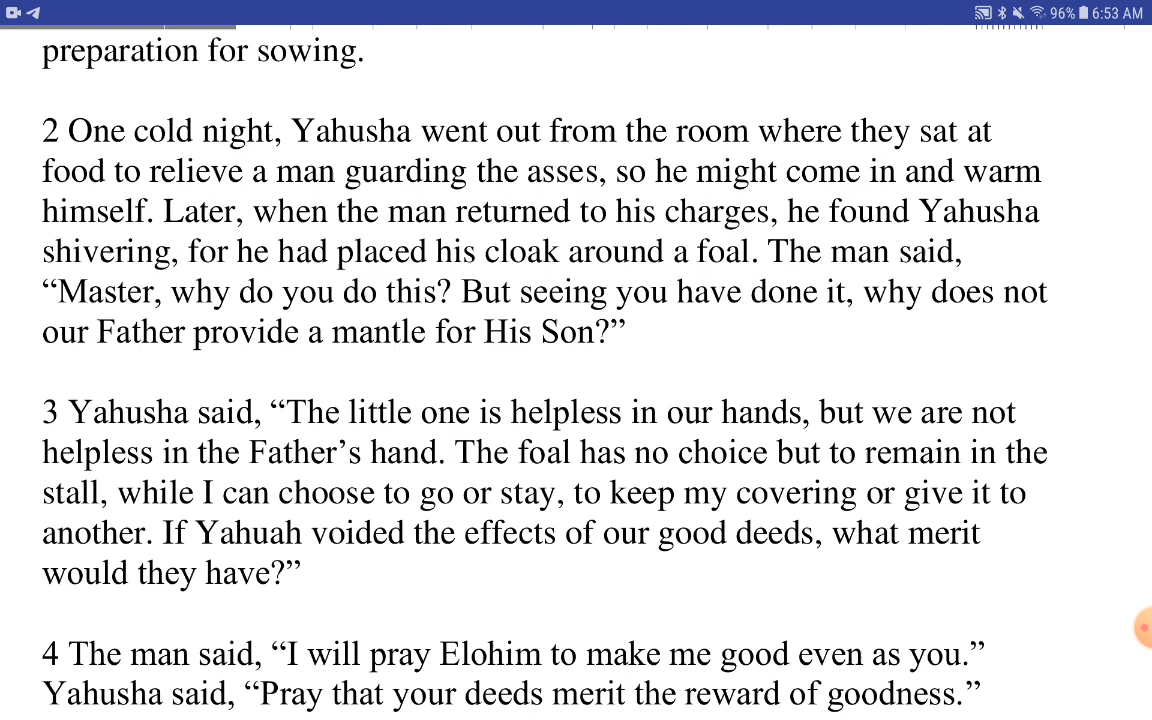 96% 6:53 AM
preparation for sowing.
2 One cold night, Yahusha went out from the room where they sat at
food to relieve a man guarding the asses, so he might come in and warm
himself. Later, when the man returned to his charges, he found Yahusha
shivering, for he had placed his cloak around a foal. The man said,
“Master, why do you do this? But seeing you have done it, why does not
our Father provide a mantle for His Son?”
3 Yahusha said, “The little one is helpless in our hands, but we are not
helpless in the Father’s hand. The foal has no choice but to remain in the
stall, while I can choose to go or stay, to keep my covering or give it to
another. If Yahuah voided the effects of our good deeds, what merit
would they have?”
4 The man said, “I will pray Elohim to make me good even as you.”
Yahusha said, “Pray that your deeds merit the reward of goodness.”